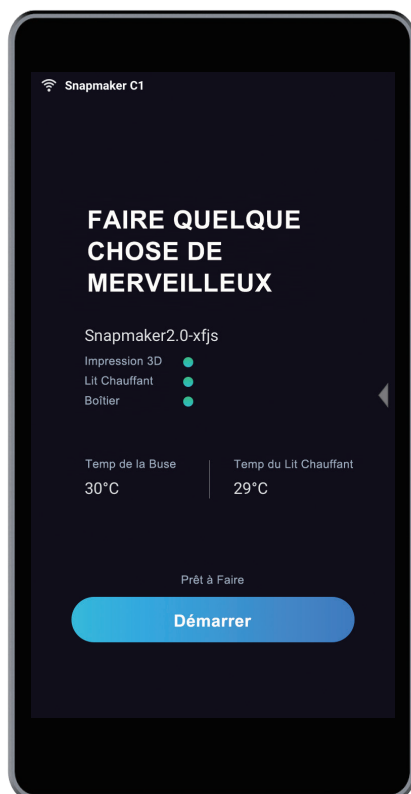 Snapmaker C1
FAIRE QUELQUE
CHOSE DE
MERVEILLEUX
Snapmaker2.0-xfjs
Impression 3D
Lit Chauffant
Boîtier
Temp de la Buse
Temp du Lit Chauffant
30°C
29°C
Prêt à Faire
Démarrer